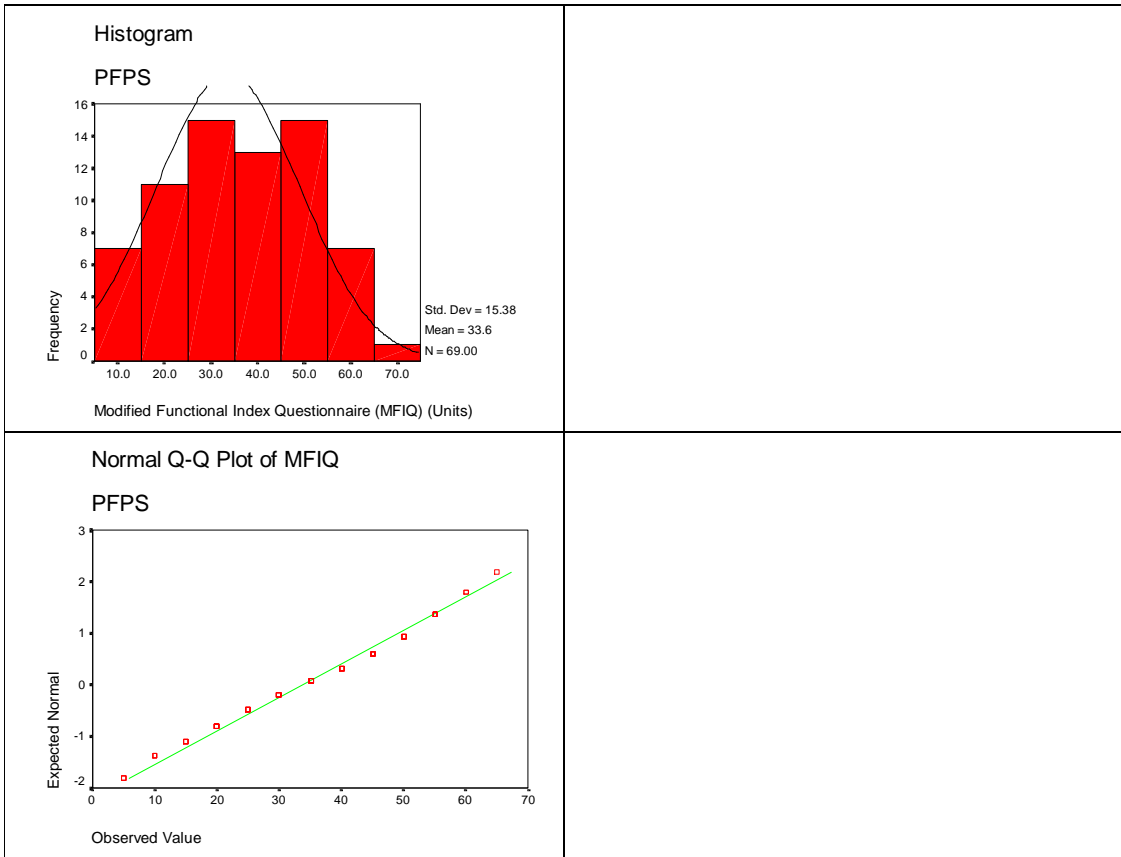 Histogram
PFPS
16
14
12
10
8
6
4
2
0
Frequency
Std. Dev = 15.38
Mean = 33.6
N = 69.00
10.0 20.0 30.0 40.0 50.0 60.0 70.0
Modified Functional Index Questionnaire (MFIQ) (Units)
Normal Q-Q Plot of MFIQ
PFPS
3
2
1
0
-1
-2
Expected Normal
0 10 20 30 40 50 60 70
Observed Value